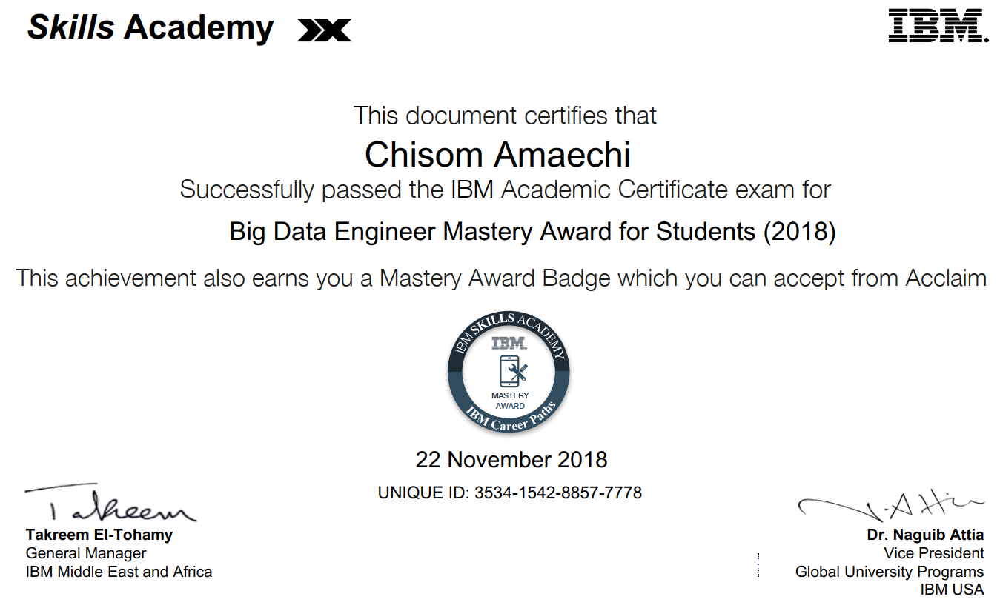 Skills Academy
IBM.
This document certifies that
Chisom Amaechi
Successfully passed the IBM Academic Certificate exam for
Big Data Engineer Mastery Award for Students (2018)
This achievement also earns you a Mastery Award Badge which you can accept from Acclaim
IBM SKILLS ACADEMY
IBM.
MASTERY
AWARD
IBM Career Paths
22 November 2018
UNIQUE ID: 3534-1542-8857-7778
Takreem
Takreem El-Tohamy
General Manager
IBM Middle East and Africa
N. Attia
Dr. Naguib Attia
Vice President
Global University Programs
IBM USA